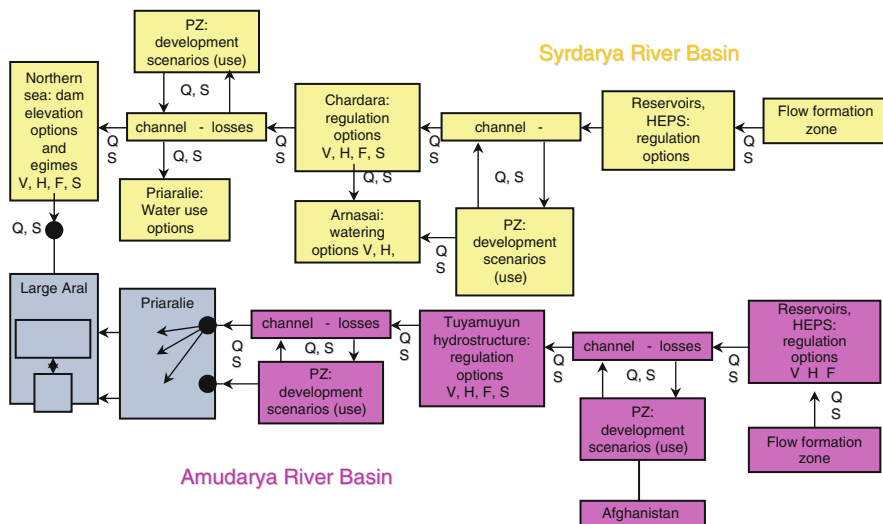 PZ:
development
scenarios (use)
Syrdarya River Basin
Northern
sea: dam
elevation
options
and
egimes
V, H, F, S
Q, S
channel - losses
Q
S
Chardara:
regulation
options
V, H, F, S
Q
S
channel -
Q
S
Reservoirs,
HEPS:
regulation
options
Q
S
Flow formation
zone
Q, S
Priaralie:
Water use
options
Q, S
Arnasai:
watering
options V, H,
Q, S
Q
S
PZ:
development
scenarios
(use)
Q, S
Large Aral
Priaralie
channel - losses
Q
S
Q, S
PZ:
development
scenarios (use)
Q
S
Tuyamuyun
hydrostructure:
regulation
options
V, H, F, S
Q
S
channel - losses
Q, S
Q
S
Reservoirs,
HEPS:
regulation
options
V H F
Q
S
PZ:
development
scenarios (use)
Flow formation
zone
Amudarya River Basin
Afghanistan